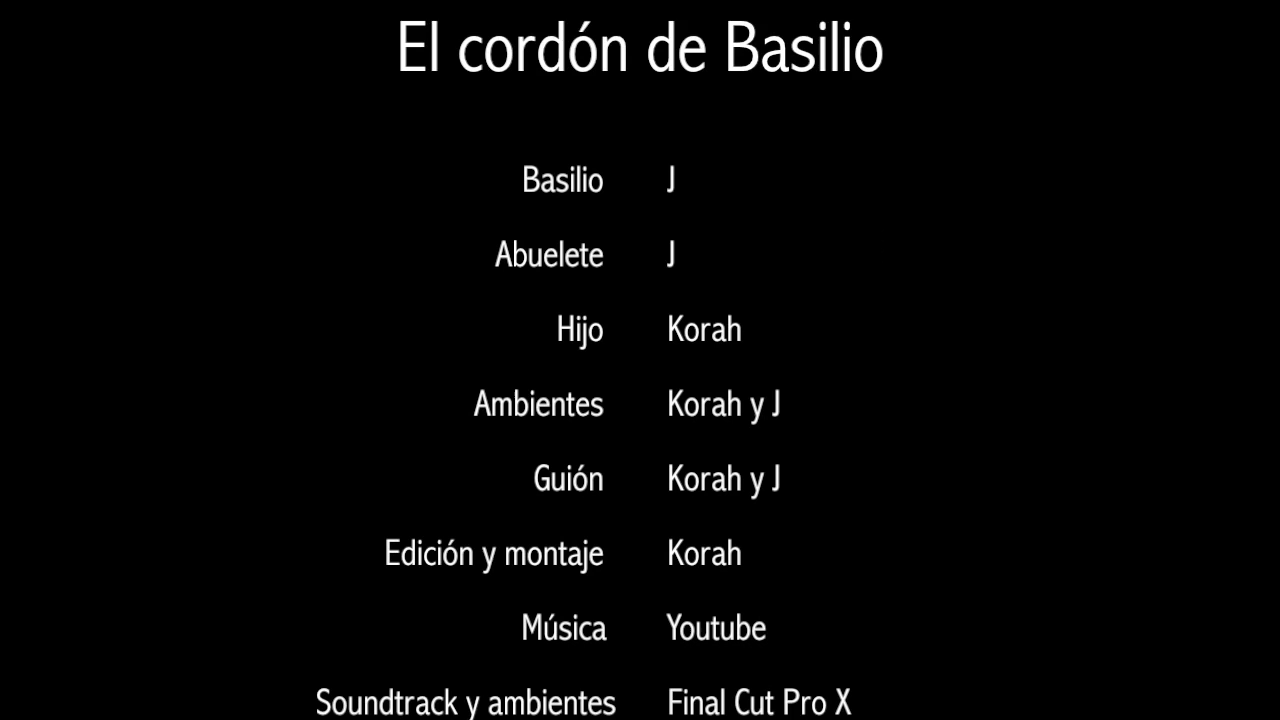 El cordón de Basilio
Basilio J
Abuelete J
Hijo Korah
Ambientes Korah y J
Guión Korah y J
Edición y montaje Korah
Música Youtube
Soundtrack y ambientes Final Cut Pro X